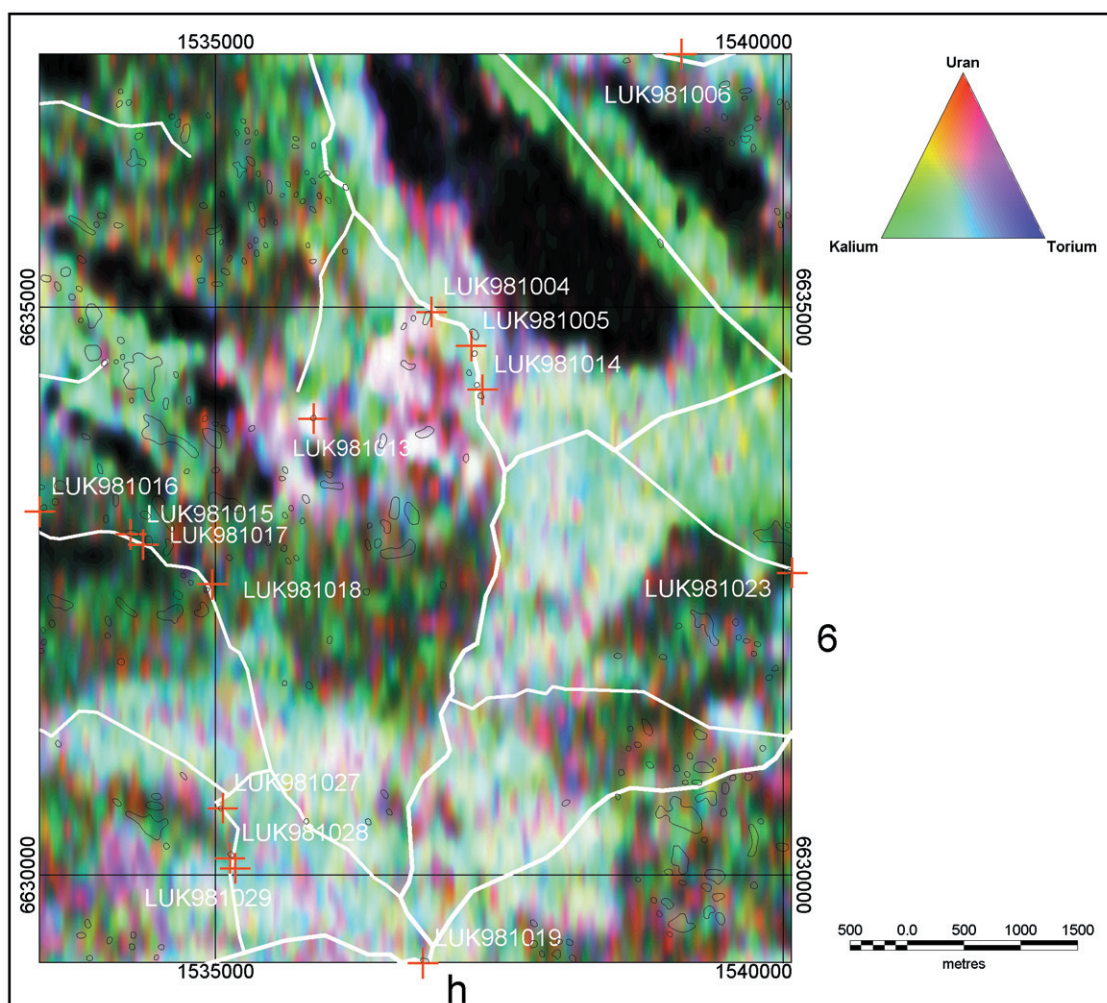 1535000
1540000
Uran
LUK981006
Kalium
Torium
LUK981004
6635000
6635000
LUK981005
LUK981014
LUK981013
LUK981016
LUK981015
LUK981017
LUK981018
LUK981023
6
LUK981027
LUK981028
6630000
6630000
LUK981029
LUK981019
500 0.0 500 1000 1500
metres
1535000
1540000
h